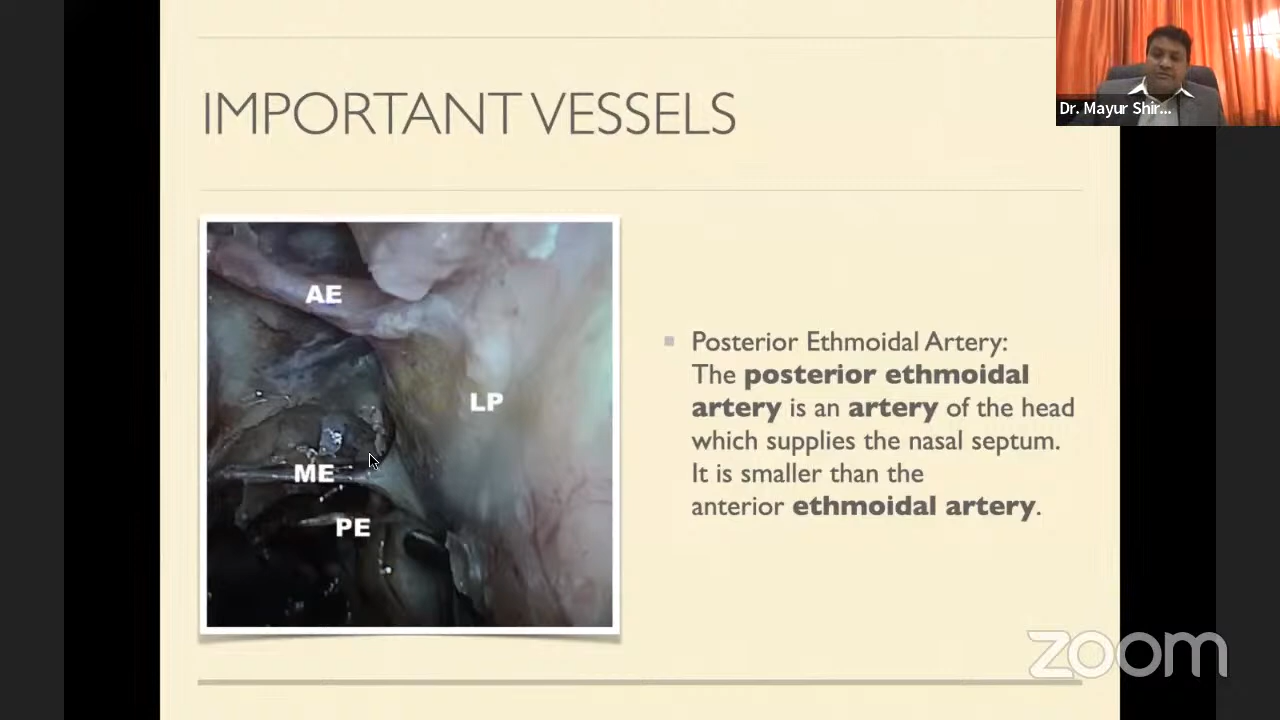 IMPORTANT VESSELS
Dr. Mayur Shir...
AE
LP
ME
PE
Posterior Ethmoidal Artery:
The posterior ethmoidal
artery is an artery of the head
which supplies the nasal septum.
It is smaller than the
anterior ethmoidal artery.
zoom